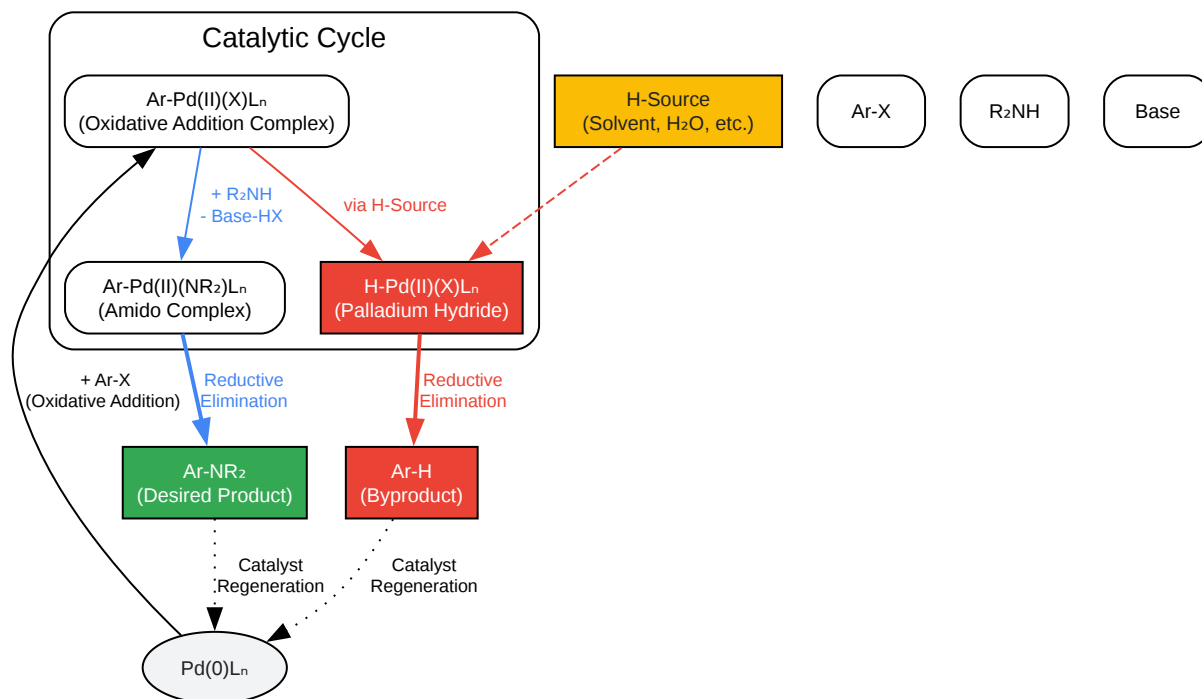 Catalytic Cycle
Ar-Pd(II)(X)Lₙ
(Oxidative Addition Complex)
H-Source
(Solvent, H₂O, etc.)
Ar-X
R₂NH
Base
+ R₂NH
- Base-HX
via H-Source
Ar-Pd(II)(NR₂)Lₙ
(Amido Complex)
H-Pd(II)(X)Lₙ
(Palladium Hydride)
+ Ar-X
(Oxidative Addition)
Reductive
Elimination
Reductive
Elimination
Ar-NR₂
(Desired Product)
Ar-H
(Byproduct)
Catalyst
Regeneration
Catalyst
Regeneration
Pd(0)Lₙ